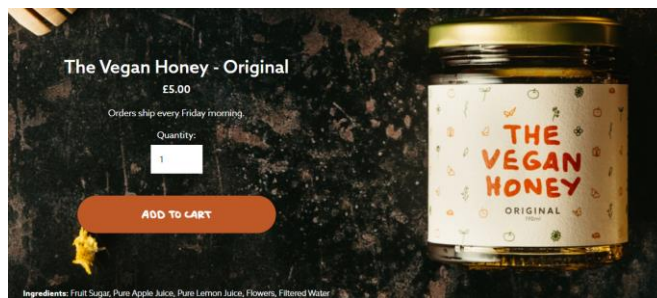 The Vegan Honey - Original
£5.00
Orders ship every Friday morning.
Quantity:
1
ADD TO CART
Ingredients: Fruit Sugar, Pure Apple Juice, Pure Lemon Juice, Flowers, Filtered Water
THE
VEGAN
HONEY
ORIGINAL